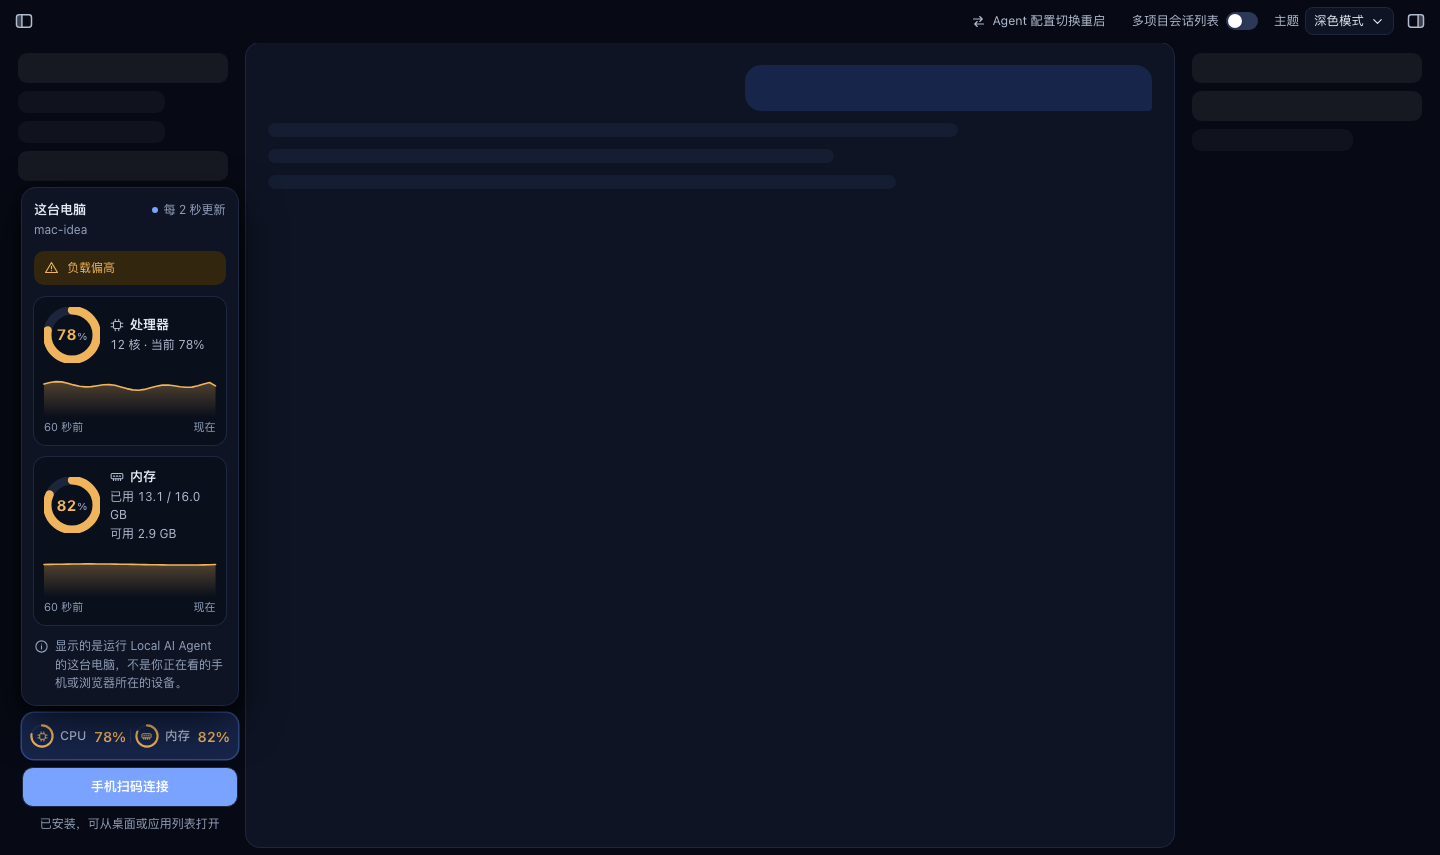 Agent 配置切换重启
多项目会话列表
主题
深色模式
这台电脑
每 2 秒更新
mac-idea
负载偏高
78%
处理器
12 核 · 当前 78%
60 秒前
现在
82%
内存
已用 13.1 / 16.0
GB
可用 2.9 GB
60 秒前
现在
显示的是运行 Local AI Agent
的这台电脑，不是你正在看的手
机或浏览器所在的设备。
CPU 78%
内存 82%
手机扫码连接
已安装，可从桌面或应用列表打开